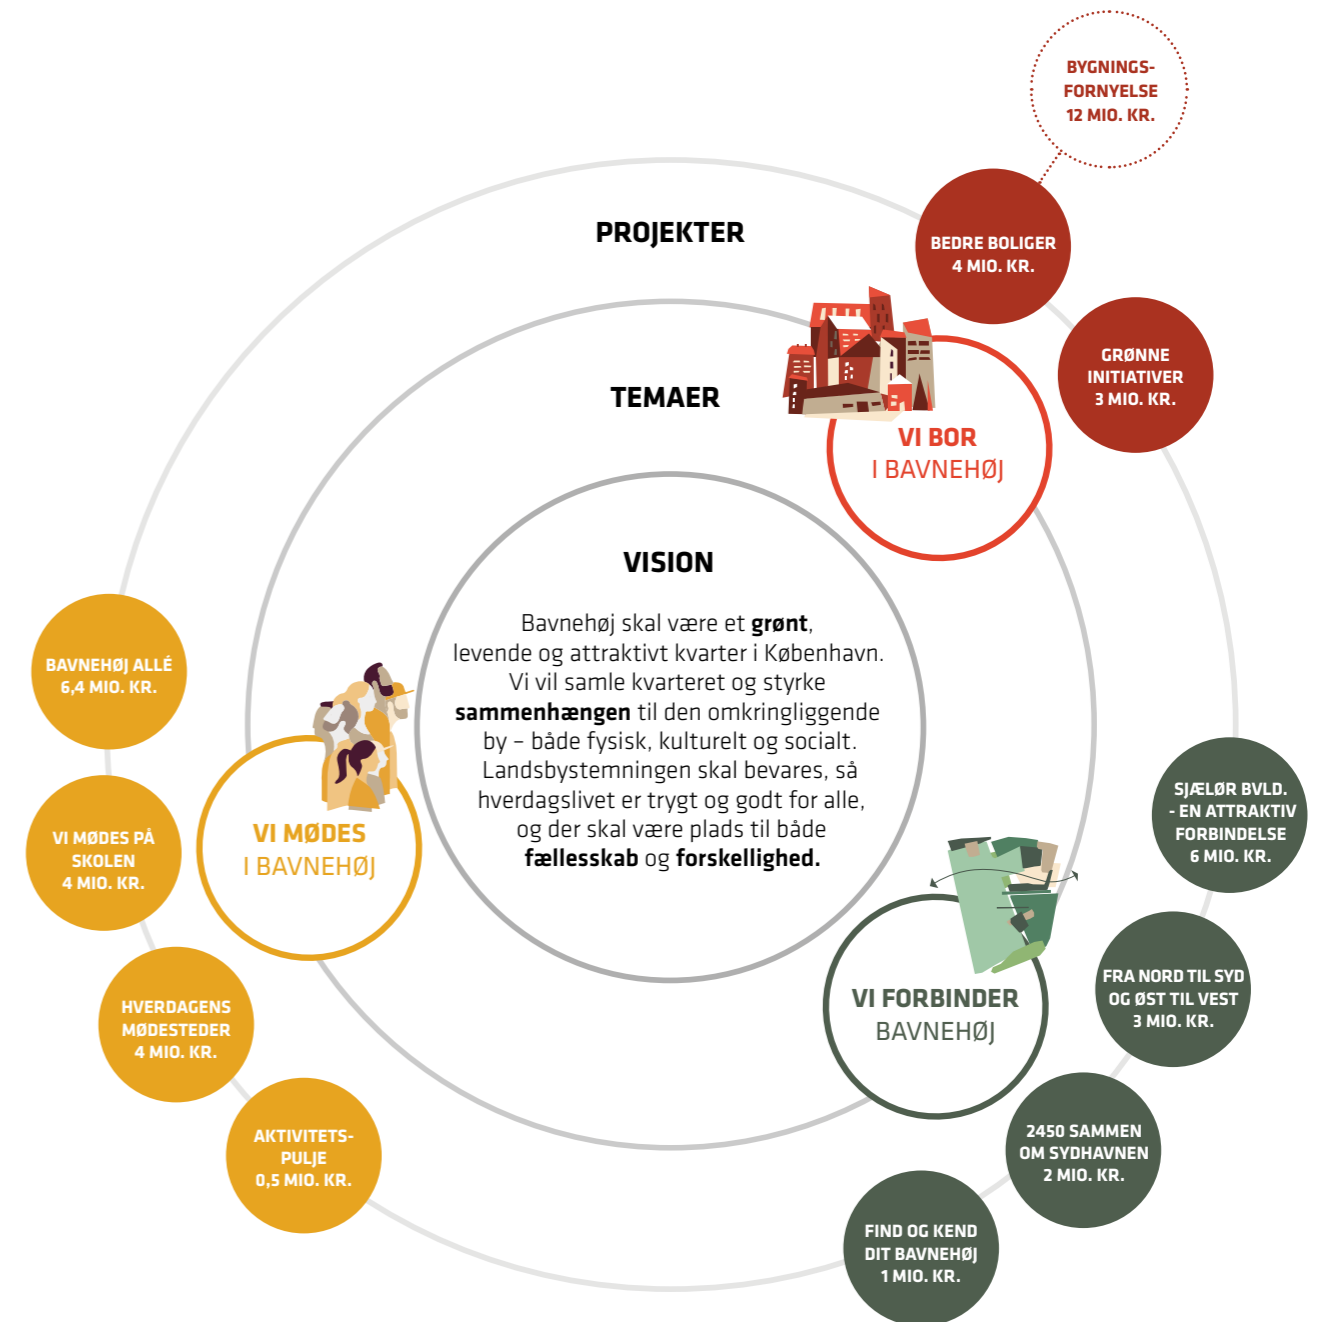 BYGNINGS-
FORNYELSE
12 MIO. KR.
PROJEKTER
BEDRE BOLIGER
4 MIO. KR.
GRØNNE
INITIATIVER
3 MIO. KR.
TEMAER
VI BOR
I BAVNEHØJ
VISION
Bavnehøj skal være et grønt,
levende og attraktivt kvarter i København.
Vi vil samle kvarteret og styrke
sammenhængen til den omkringliggende
by – både fysisk, kulturelt og socialt.
Landsbystemningen skal bevares, så
hverdagslivet er trygt og godt for alle,
og der skal være plads til både
fællesskab og forskellighed.
BAVNEHØJ ALLÉ
6,4 MIO. KR.
VI MØDES PÅ
SKOLEN
4 MIO. KR.
VI MØDES
I BAVNEHØJ
HVERDAGENS
MØDESTEDER
4 MIO. KR.
AKTIVITETS-
PULJE
0,5 MIO. KR.
SJÆLØR BVLD.
- EN ATTRAKTIV
FORBINDELSE
6 MIO. KR.
VI FORBINDER
BAVNEHØJ
FRA NORD TIL SYD
OG ØST TIL VEST
3 MIO. KR.
2450 SAMMEN
OM SYDHAVNEN
2 MIO. KR.
FIND OG KEND
DIT BAVNEHØJ
1 MIO. KR.